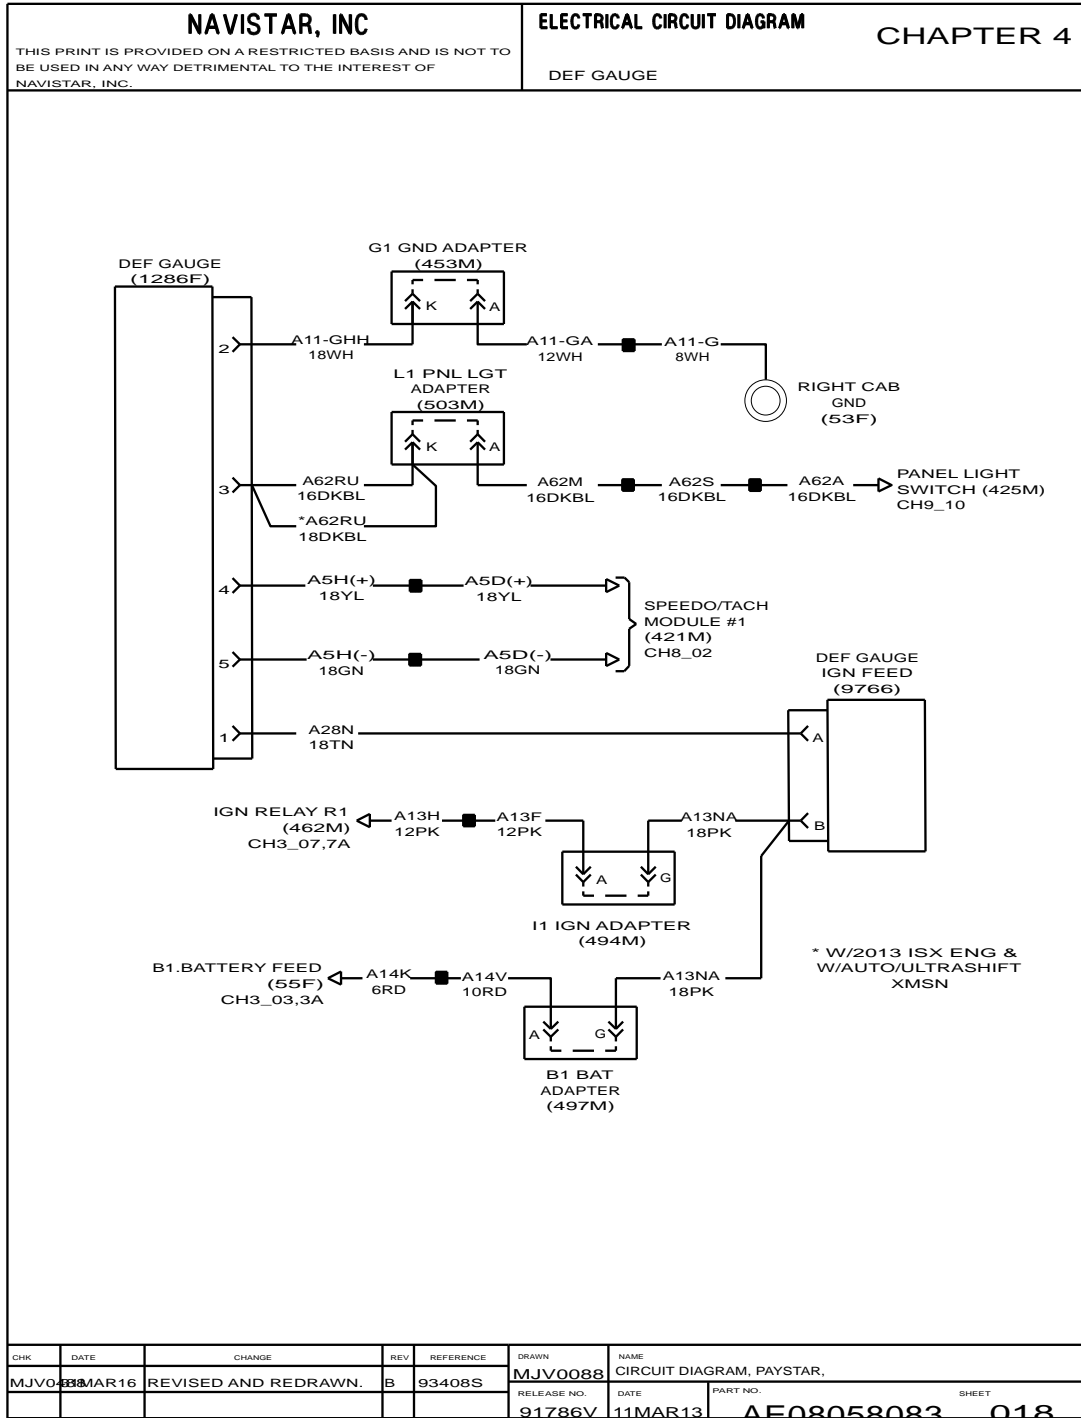 NAVISTAR, INC
THIS PRINT IS PROVIDED ON A RESTRICTED BASIS AND IS NOT TO
BE USED IN ANY WAY DETRIMENTAL TO THE INTEREST OF
NAVISTAR, INC.
ELECTRICAL CIRCUIT DIAGRAM
DEF GAUGE
CHAPTER 4
G1 GND ADAPTER
(453M)
DEF GAUGE
(1286F)
K
A
2
A11-GHH
18WH
A11-GA
12WH
A11-G
8WH
L1 PNL LGT
ADAPTER
(503M)
RIGHT CAB
GND
(53F)
K
A
3
A62RU
16DKBL
A62M
16DKBL
A62S
16DKBL
A62A
16DKBL
PANEL LIGHT
SWITCH (425M)
CH9_10
*A62RU
18DKBL
4
A5H(+)
18YL
A5D(+)
18YL
SPEEDO/TACH
MODULE #1
(421M)
CH8_02
5
A5H(-)
18GN
A5D(-)
18GN
DEF GAUGE
IGN FEED
(9766)
1
A28N
18TN
A
IGN RELAY R1
(462M)
CH3_07,7A
A13H
12PK
A13F
12PK
A13NA
18PK
B
A
G
I1 IGN ADAPTER
(494M)
* W/2013 ISX ENG &
W/AUTO/ULTRASHIFT
XMSN
B1.BATTERY FEED
(55F)
CH3_03,3A
A14K
6RD
A14V
10RD
A13NA
18PK
A
G
B1 BAT
ADAPTER
(497M)
CHK
DATE
CHANGE
REV
REFERENCE
DRAWN
NAME
REVISED AND REDRAWN.
B
93408S
MJV0088
CIRCUIT DIAGRAM, PAYSTAR,
RELEASE NO.
DATE
PART NO.
SHEET
91786V
11MAR13
AE08058083
018